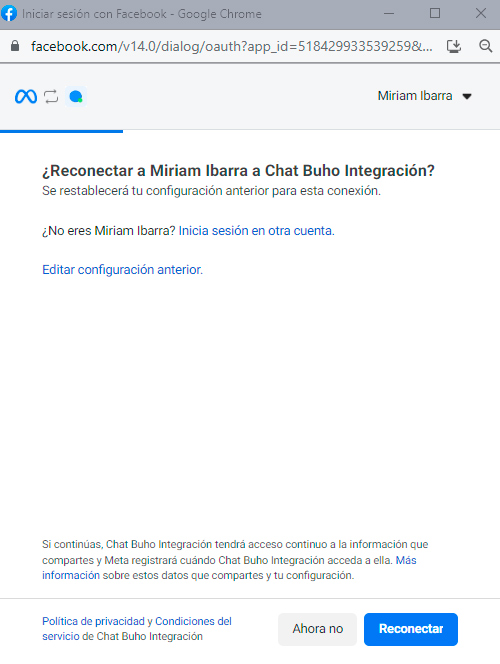 Iniciar sesión con Facebook - Google Chrome
facebook.com/v14.0/dialog/oauth?app_id=518429933539259&...
Miriam Ibarra
¿Reconectar a Miriam Ibarra a Chat Buho Integración?
Se restablecerá tu configuración anterior para esta conexión.
¿No eres Miriam Ibarra? Inicia sesión en otra cuenta.
Editar configuración anterior.
Si continúas, Chat Buho Integración tendrá acceso continuo a la información que
compartes y Meta registrará cuándo Chat Buho Integración acceda a ella. Más
información sobre estos datos que compartes y tu configuración.
Política de privacidad y Condiciones del
servicio de Chat Buho Integración
Ahora no
Reconectar